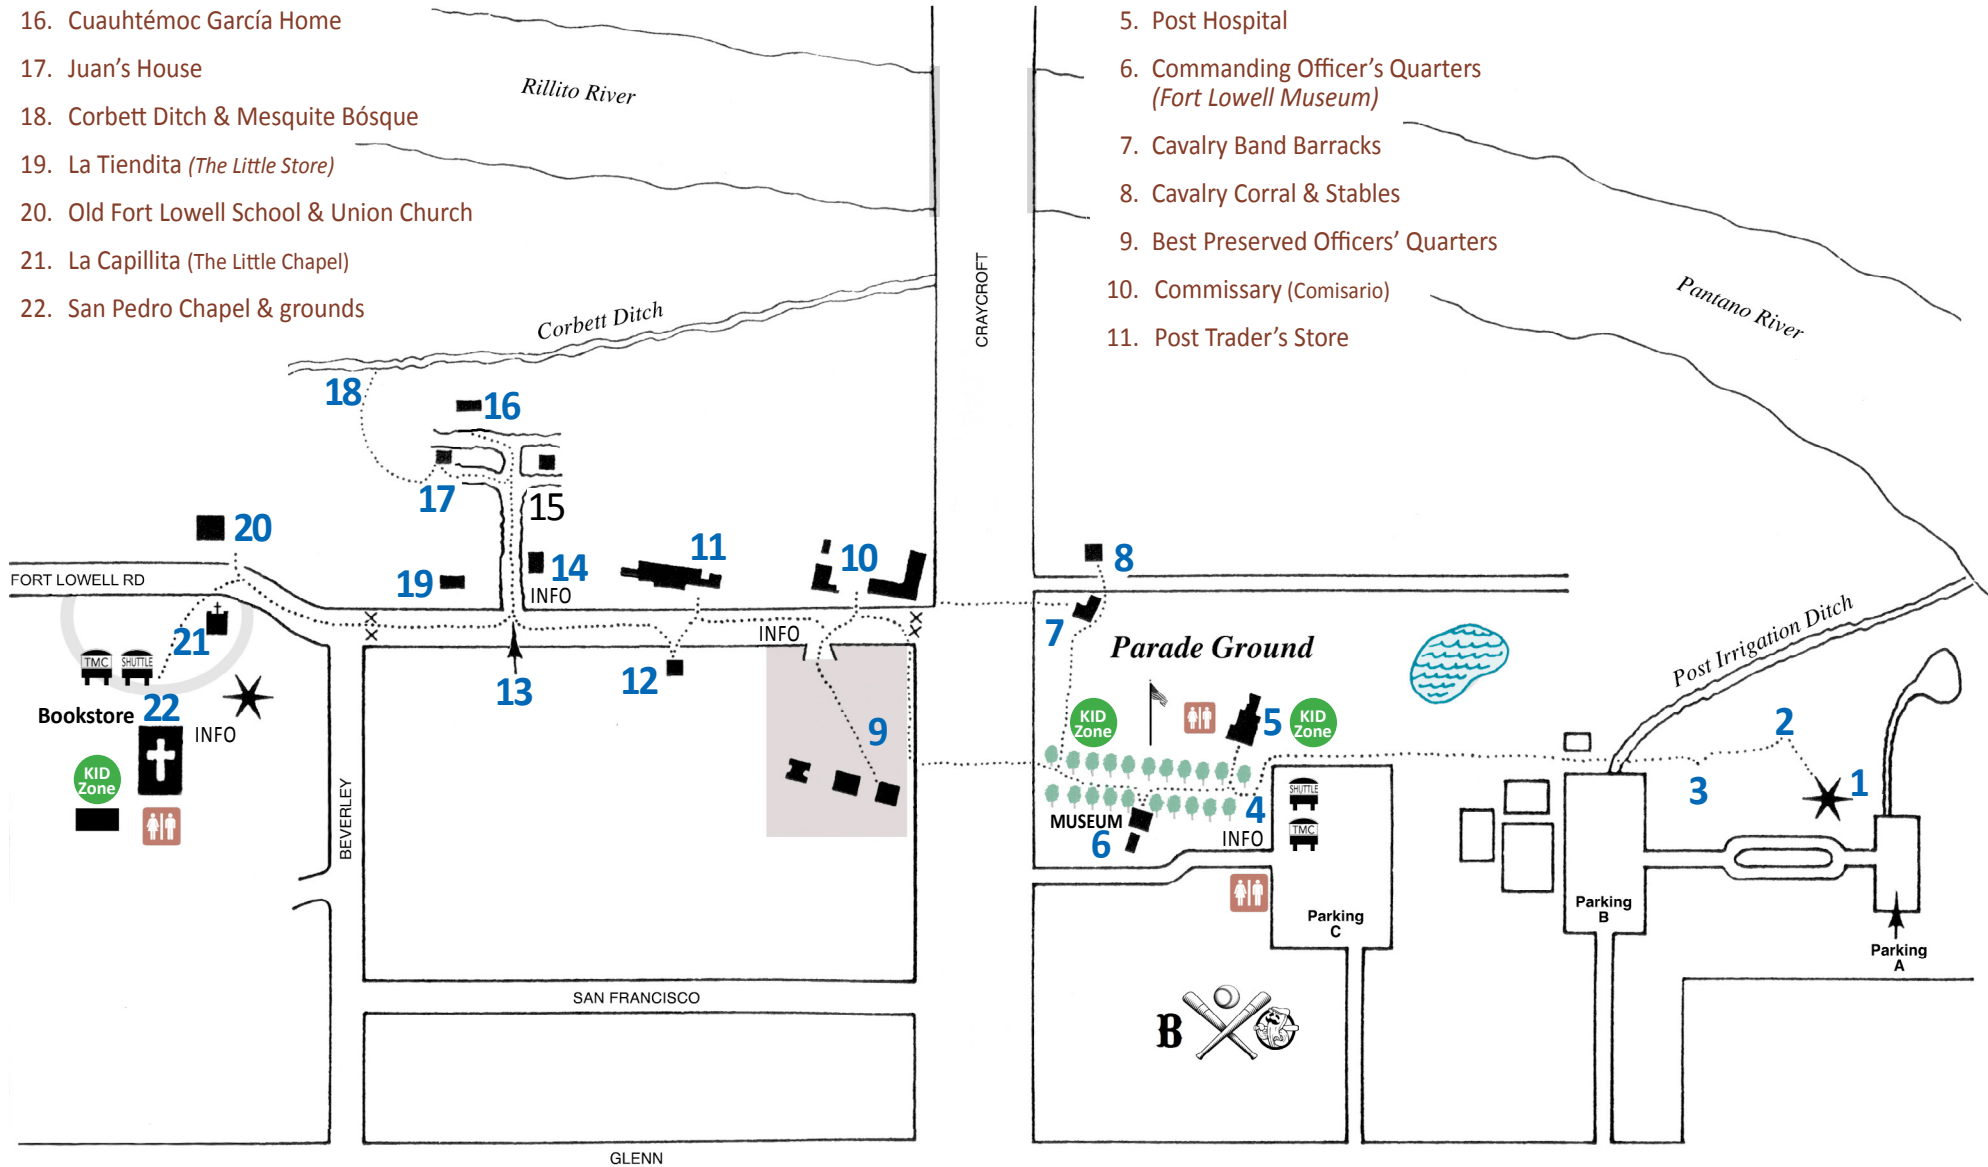 16. Cuauhtémoc García Home
17. Juan's House
18. Corbett Ditch & Mesquite Bósque
19. La Tiendita (The Little Store)
20. Old Fort Lowell School & Union Church
21. La Capillita (The Little Chapel)
22. San Pedro Chapel & grounds
5. Post Hospital
6. Commanding Officer's Quarters
(Fort Lowell Museum)
7. Cavalry Band Barracks
8. Cavalry Corral & Stables
9. Best Preserved Officers' Quarters
10. Commissary (Comisario)
11. Post Trader's Store
Rillito River
Pantano River
CRAYCROFT
Corbett Ditch
18
16
17
15
20
19
14
INFO
11
10
8
FORT LOWELL RD
21
TMC
SHUTTLE
Bookstore
22
INFO
KID
Zone
13
12
INFO
9
BEVERLEY
7
Parade Ground
KID
Zone
5
KID
Zone
Post Irrigation Ditch
2
3
1
4
INFO
MUSEUM
6
SHUTTLE
TMC
Parking
C
Parking
B
Parking
A
SAN FRANCISCO
B
GLENN